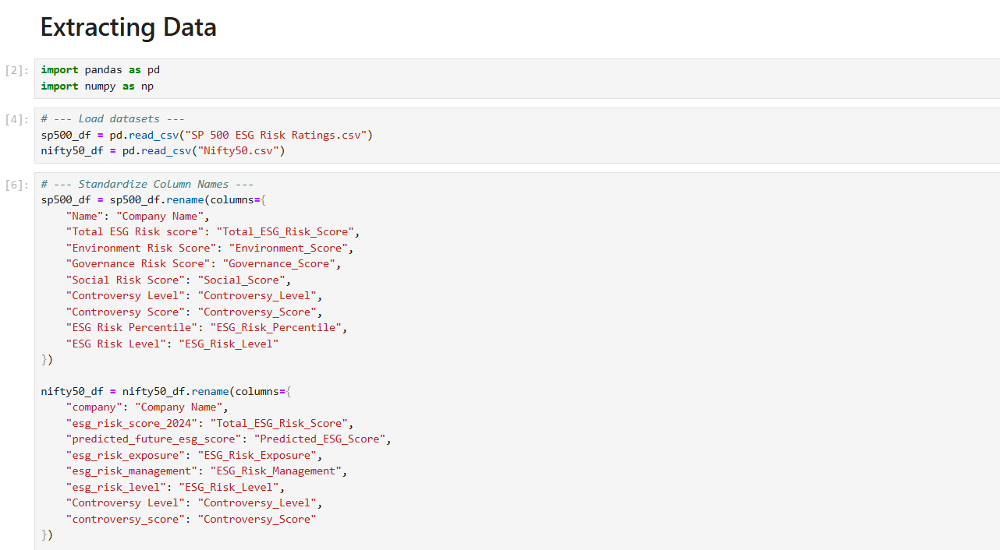 Extracting Data
[2]:
import pandas as pd
import numpy as np
[4]:
# --- Load datasets ---
sp500_df = pd.read_csv("SP 500 ESG Risk Ratings.csv")
nifty50_df = pd.read_csv("Nifty50.csv")
[6]:
# --- Standardize Column Names ---
sp500_df = sp500_df.rename(columns={
    "Name": "Company Name",
    "Total ESG Risk score": "Total_ESG_Risk_Score",
    "Environment Risk Score": "Environment_Score",
    "Governance Risk Score": "Governance_Score",
    "Social Risk Score": "Social_Score",
    "Controversy Level": "Controversy_Level",
    "Controversy Score": "Controversy_Score",
    "ESG Risk Percentile": "ESG_Risk_Percentile",
    "ESG Risk Level": "ESG_Risk_Level"
})
nifty50_df = nifty50_df.rename(columns={
    "company": "Company Name",
    "esg_risk_score_2024": "Total_ESG_Risk_Score",
    "predicted_future_esg_score": "Predicted_ESG_Score",
    "esg_risk_exposure": "ESG_Risk_Exposure",
    "esg_risk_management": "ESG_Risk_Management",
    "esg_risk_level": "ESG_Risk_Level",
    "Controversy Level": "Controversy_Level",
    "controversy_score": "Controversy_Score"
})